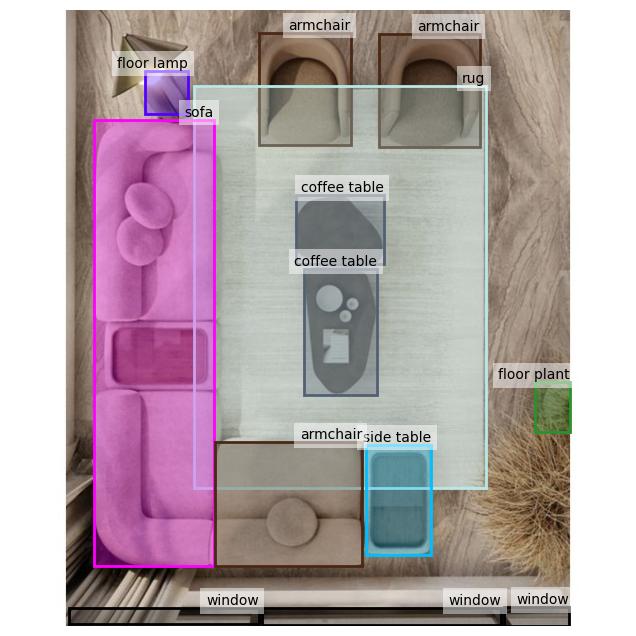 armchair
armchair
floor lamp
rug
sofa
coffee table
coffee table
floor plant
armchair
side table
window
window
window